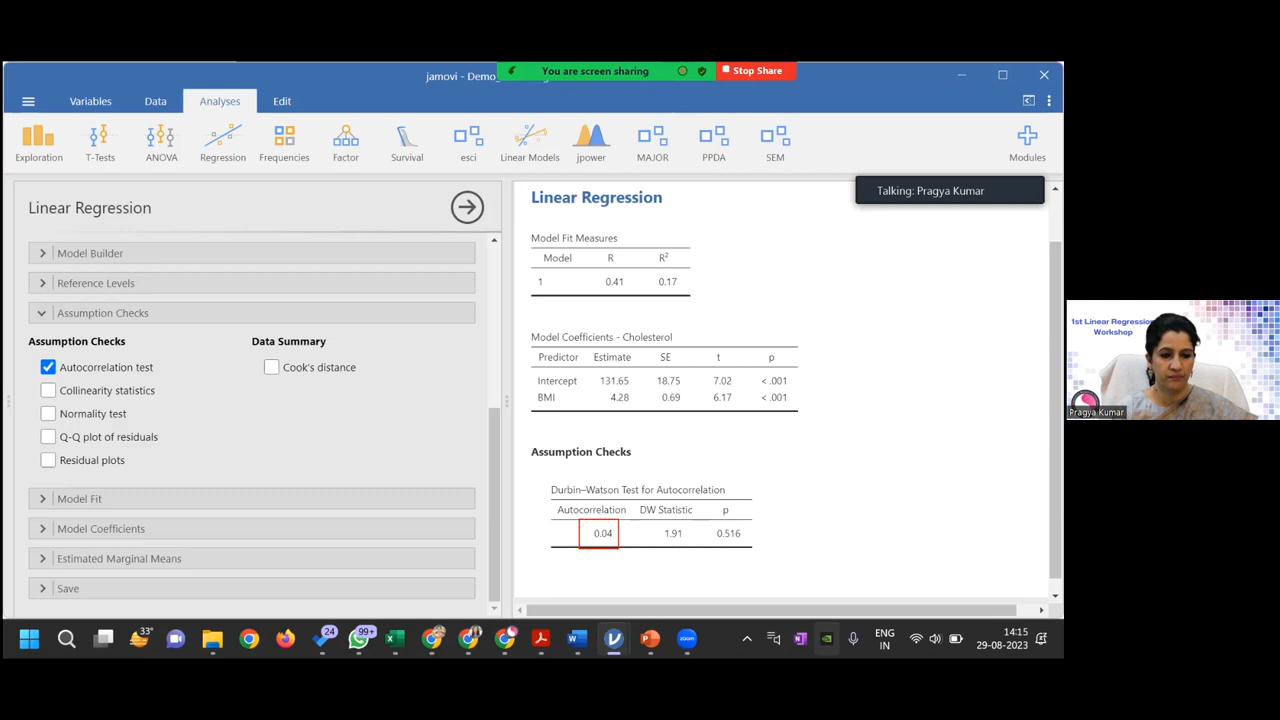 jamovi - Demo_
You are screen sharing
Stop Share
Variables
Data
Analyses
Edit
Exploration
T-Tests
ANOVA
Regression
Frequencies
Factor
Survival
esci
Linear Models
jpower
MAJOR
PPDA
SEM
Modules
Talking: Pragya Kumar
Linear Regression
Model Builder
Reference Levels
Assumption Checks
Assumption Checks
Data Summary
Autocorrelation test
Cook's distance
Collinearity statistics
Normality test
Q-Q plot of residuals
Residual plots
Model Fit
Model Coefficients
Estimated Marginal Means
Save
Linear Regression
Model Fit Measures
Model R R²
1 0.41 0.17
Model Coefficients - Cholesterol
Predictor Estimate SE t p
Intercept 131.65 18.75 7.02 < .001
BMI 4.28 0.69 6.17 < .001
Assumption Checks
Durbin–Watson Test for Autocorrelation
Autocorrelation DW Statistic p
0.04 1.91 0.516
1st Linear Regression
Workshop
Pragya Kumar
33°
24
99+
zoom
ENG
IN
14:15
29-08-2023